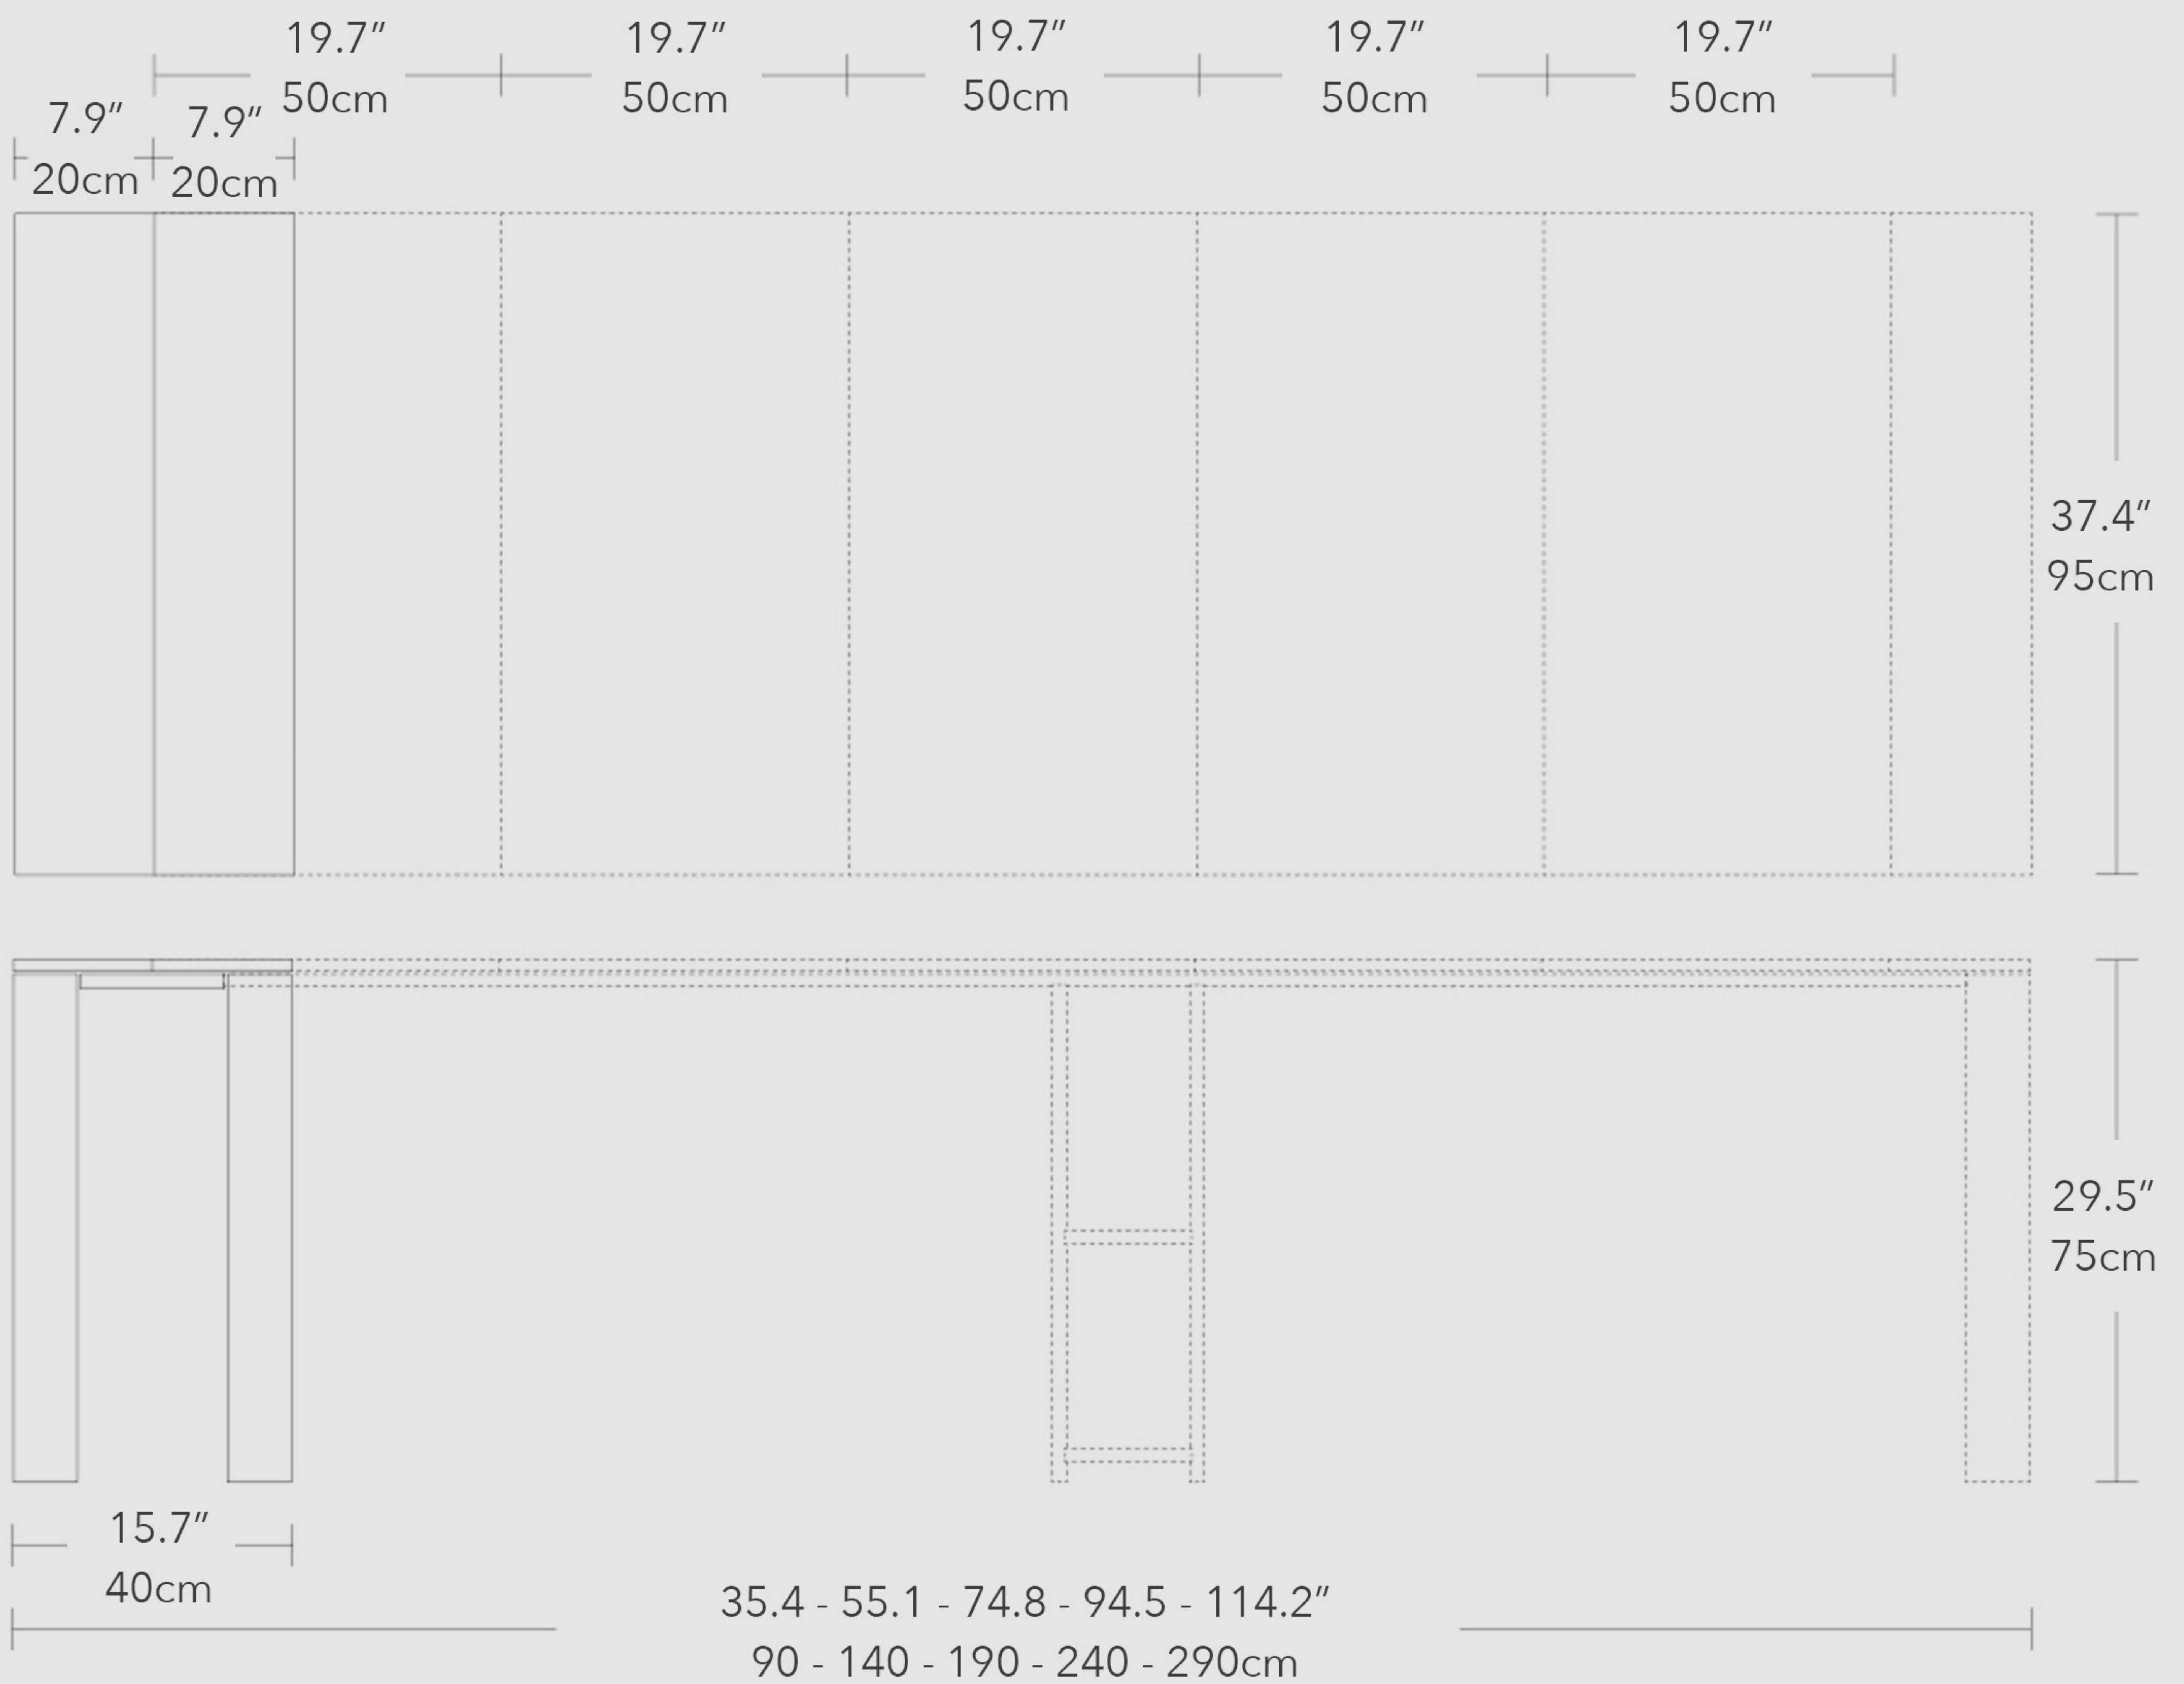 19.7” 19.7” 19.7” 19.7” 19.7”
50cm 50cm 50cm 50cm 50cm
7.9” 7.9”
20cm 20cm
37.4”
95cm
29.5”
75cm
15.7”
40cm
35.4 - 55.1 - 74.8 - 94.5 - 114.2”
90 - 140 - 190 - 240 - 290cm